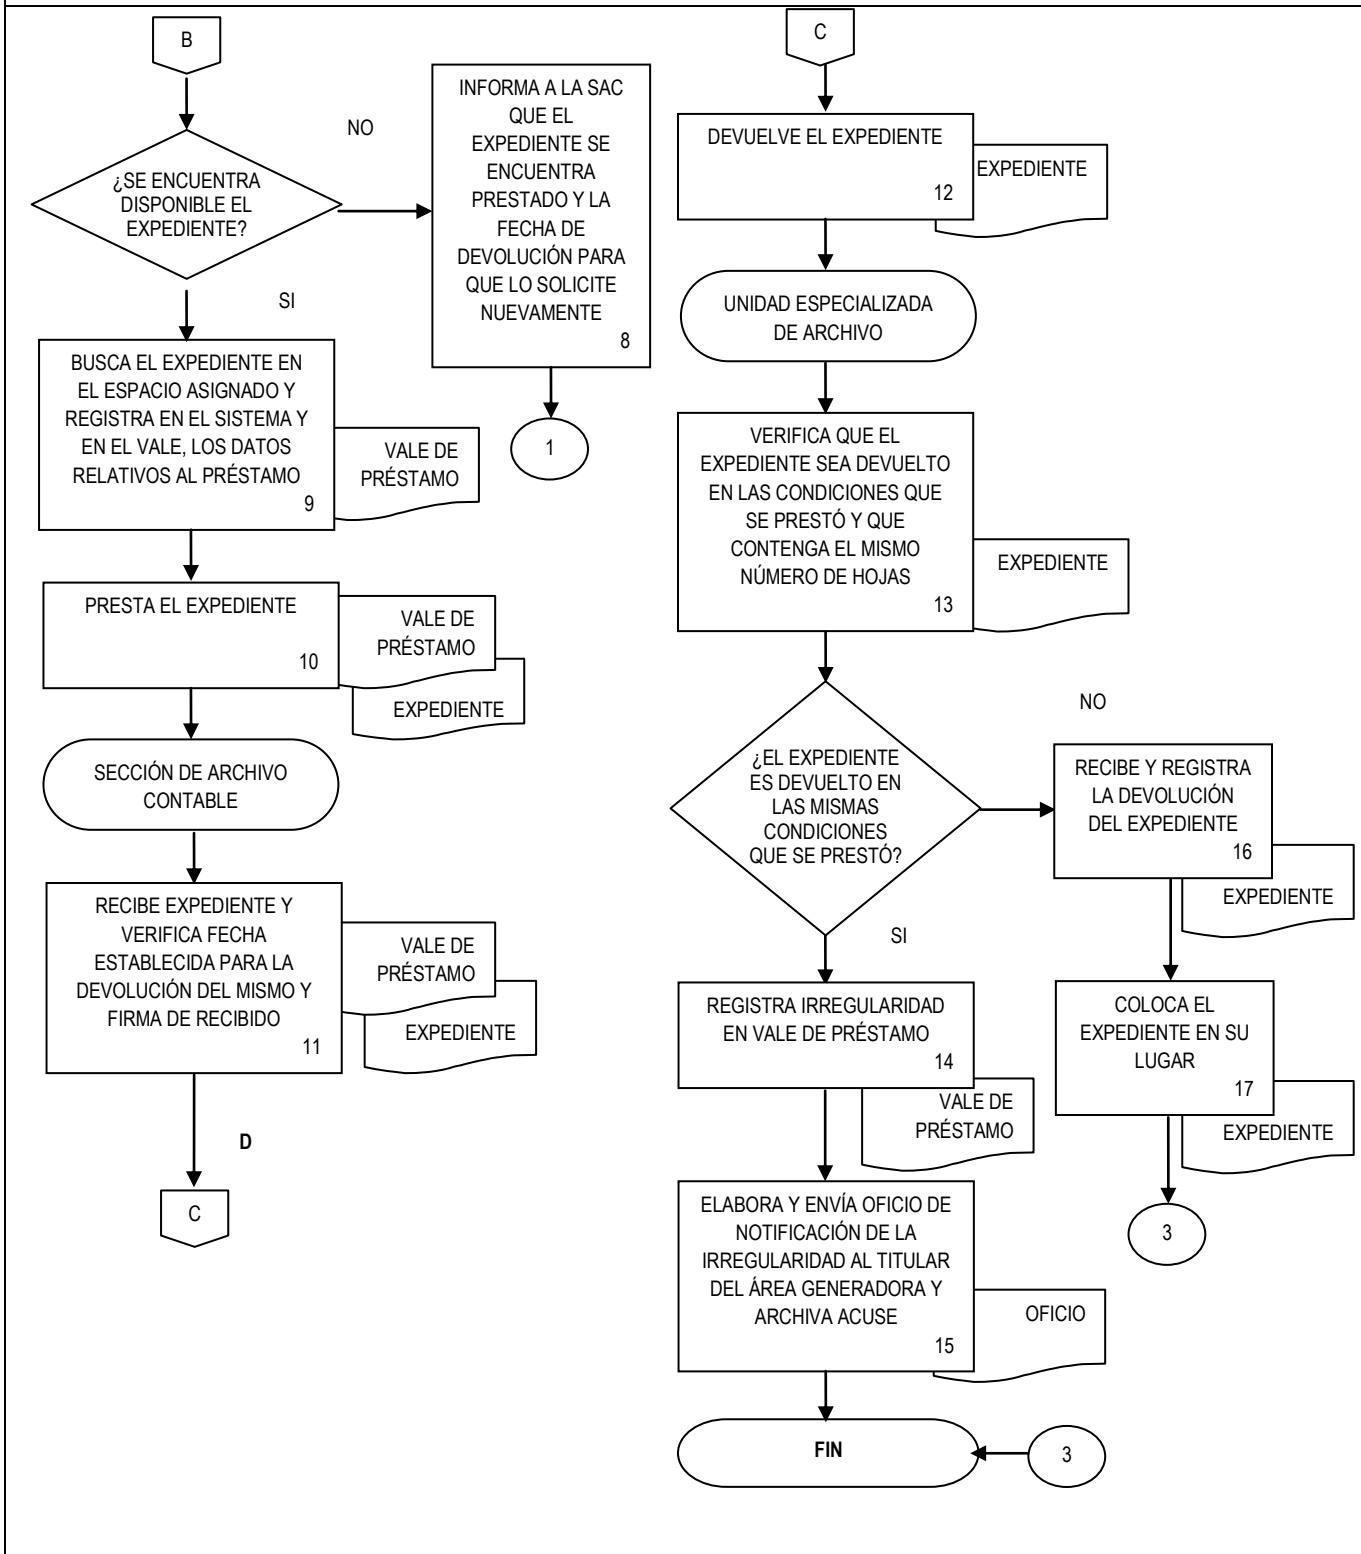 B
¿SE ENCUENTRA
DISPONIBLE EL
EXPEDIENTE?
NO
INFORMA A LA SAC
QUE EL
EXPEDIENTE SE
ENCUENTRA
PRESTADO Y LA
FECHA DE
DEVOLUCIÓN PARA
QUE LO SOLICITE
NUEVAMENTE
8
1
SI
BUSCA EL EXPEDIENTE EN
EL ESPACIO ASIGNADO Y
REGISTRA EN EL SISTEMA Y
EN EL VALE, LOS DATOS
RELATIVOS AL PRÉSTAMO
9
VALE DE
PRÉSTAMO
PRESTA EL EXPEDIENTE
10
VALE DE
PRÉSTAMO
EXPEDIENTE
SECCIÓN DE ARCHIVO
CONTABLE
RECIBE EXPEDIENTE Y
VERIFICA FECHA
ESTABLECIDA PARA LA
DEVOLUCIÓN DEL MISMO Y
FIRMA DE RECIBIDO
11
VALE DE
PRÉSTAMO
EXPEDIENTE
D
C
C
DEVUELVE EL EXPEDIENTE
12
EXPEDIENTE
UNIDAD ESPECIALIZADA
DE ARCHIVO
VERIFICA QUE EL
EXPEDIENTE SEA DEVUELTO
EN LAS CONDICIONES QUE
SE PRESTÓ Y QUE
CONTENGA EL MISMO
NÚMERO DE HOJAS
13
EXPEDIENTE
¿EL EXPEDIENTE
ES DEVUELTO EN
LAS MISMAS
CONDICIONES
QUE SE PRESTÓ?
NO
RECIBE Y REGISTRA
LA DEVOLUCIÓN
DEL EXPEDIENTE
16
EXPEDIENTE
COLOCA EL
EXPEDIENTE EN SU
LUGAR
17
EXPEDIENTE
3
SI
REGISTRA IRREGULARIDAD
EN VALE DE PRÉSTAMO
14
VALE DE
PRÉSTAMO
ELABORA Y ENVÍA OFICIO DE
NOTIFICACIÓN DE LA
IRREGULARIDAD AL TITULAR
DEL ÁREA GENERADORA Y
ARCHIVA ACUSE
15
OFICIO
FIN
3